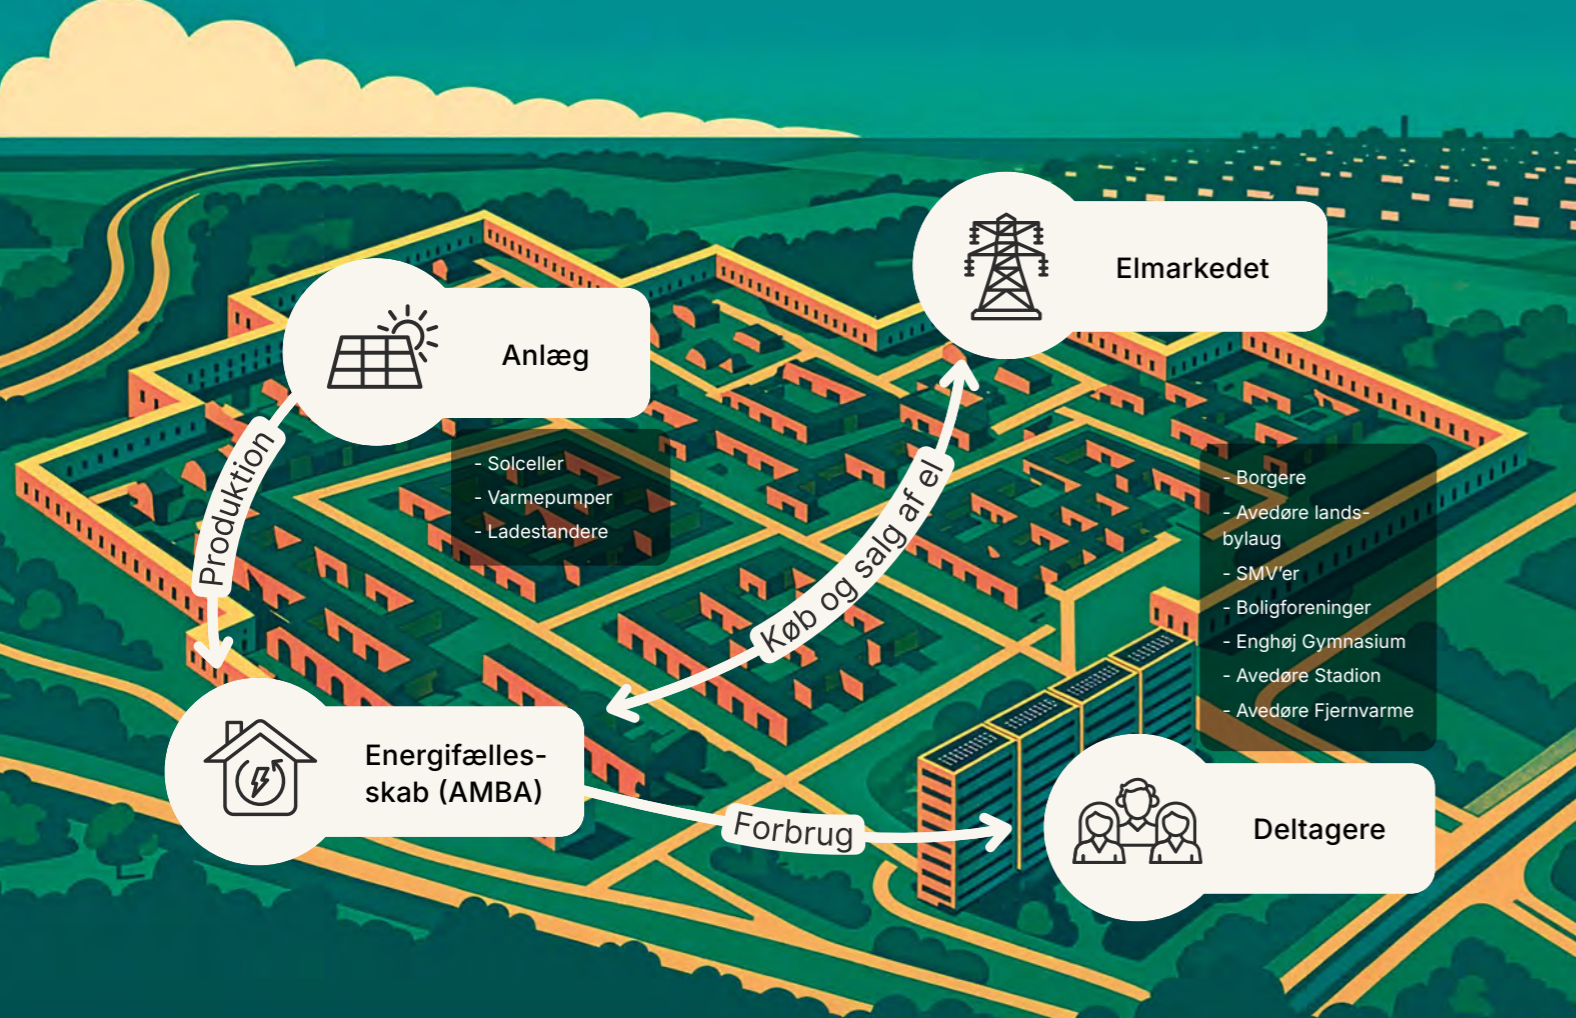 Elmarkedet
Anlæg
- Solceller
- Varmepumper
- Ladestandere
Produktion
Køb og salg af el
- Borgere
- Avedøre lands-
bylaug
- SMV'er
- Boligforeninger
- Enghøj Gymnasium
- Avedøre Stadion
- Avedøre Fjernvarme
Energifælles-
skab (AMBA)
Forbrug
Deltagere